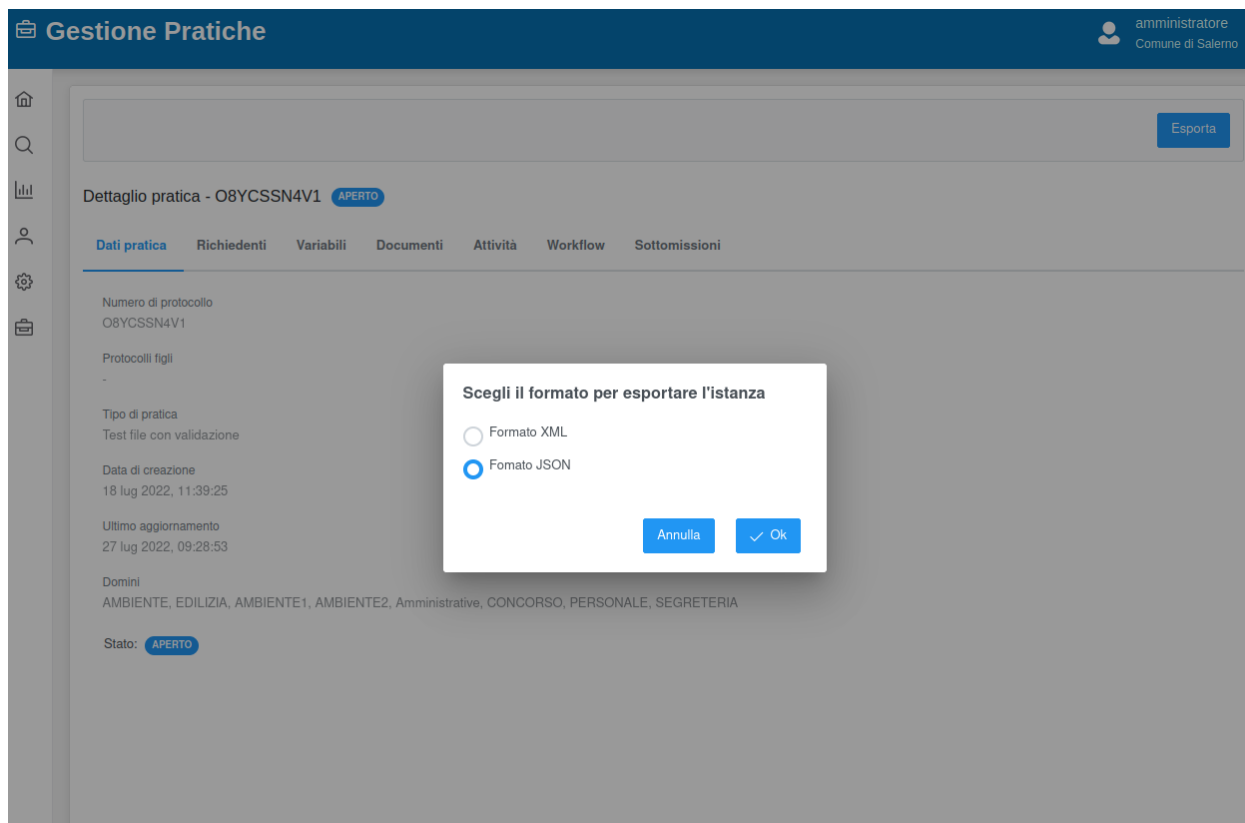 Gestione Pratiche
amministratore
Comune di Salerno
Esporta
Dettaglio pratica - O8YCSSN4V1 APERTO
Dati pratica Richiedenti Variabili Documenti Attività Workflow Sottomissioni
Numero di protocollo
O8YCSSN4V1
Protocolli figli
-
Tipo di pratica
Test file con validazione
Data di creazione
18 lug 2022, 11:39:25
Ultimo aggiornamento
27 lug 2022, 09:28:53
Domini
AMBIENTE, EDILIZIA, AMBIENTE1, AMBIENTE2, Amministrative, CONCORSO, PERSONALE, SEGRETERIA
Stato: APERTO
Scegli il formato per esportare l'istanza
Formato XML
Fomato JSON
Annulla Ok